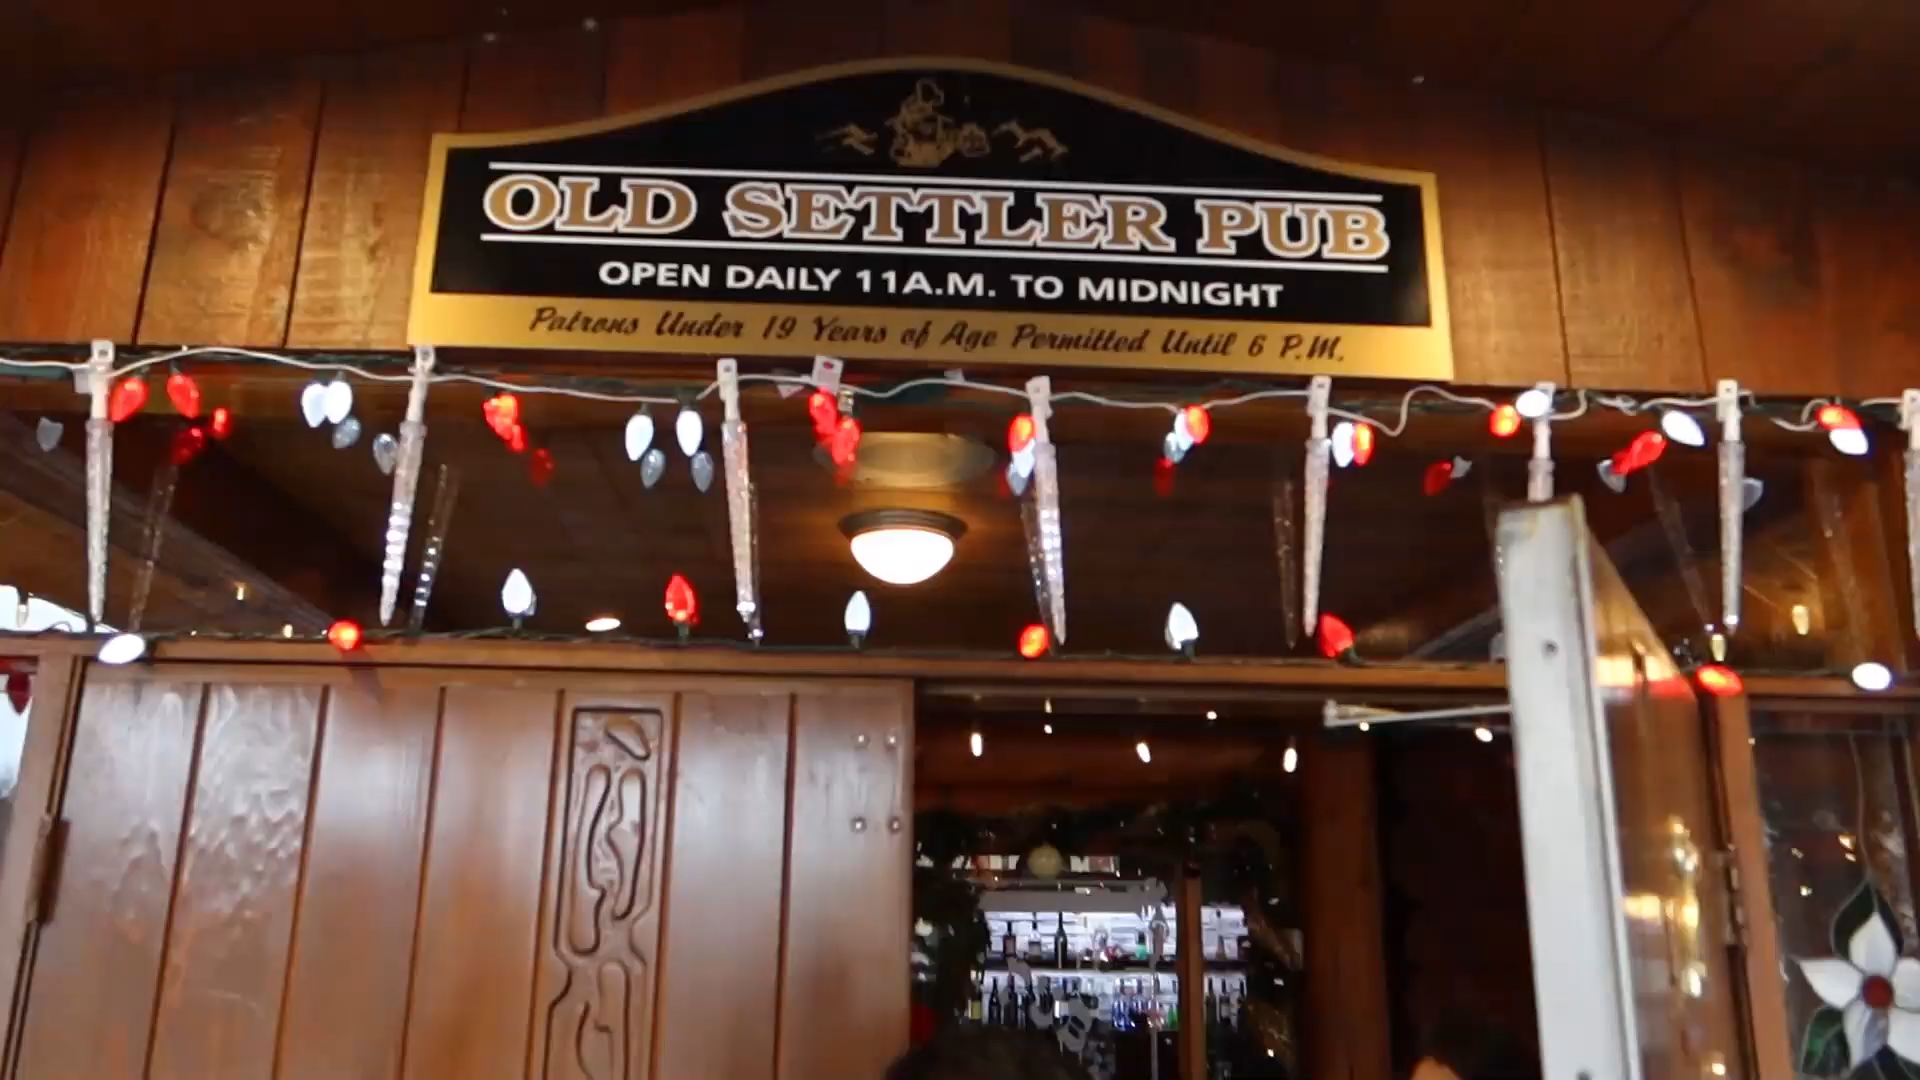 OLD SETTLER PUB
OPEN DAILY 11A.M. TO MIDNIGHT
Patrons Under 19 Years of Age Permitted Until 6 P.M.